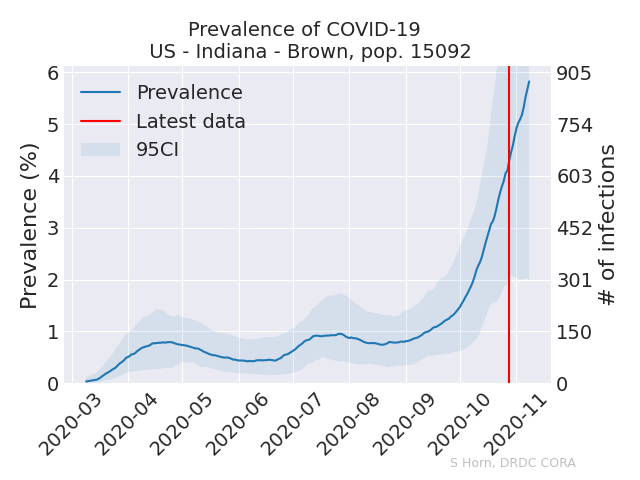 Prevalence of COVID-19
US - Indiana - Brown, pop. 15092
Prevalence
Latest data
95CI
Prevalence (%)
6
5
4
3
2
1
0
905
754
603
452
301
150
0
# of infections
2020-03
2020-04
2020-05
2020-06
2020-07
2020-08
2020-09
2020-10
2020-11
S Horn, DRDC CORA